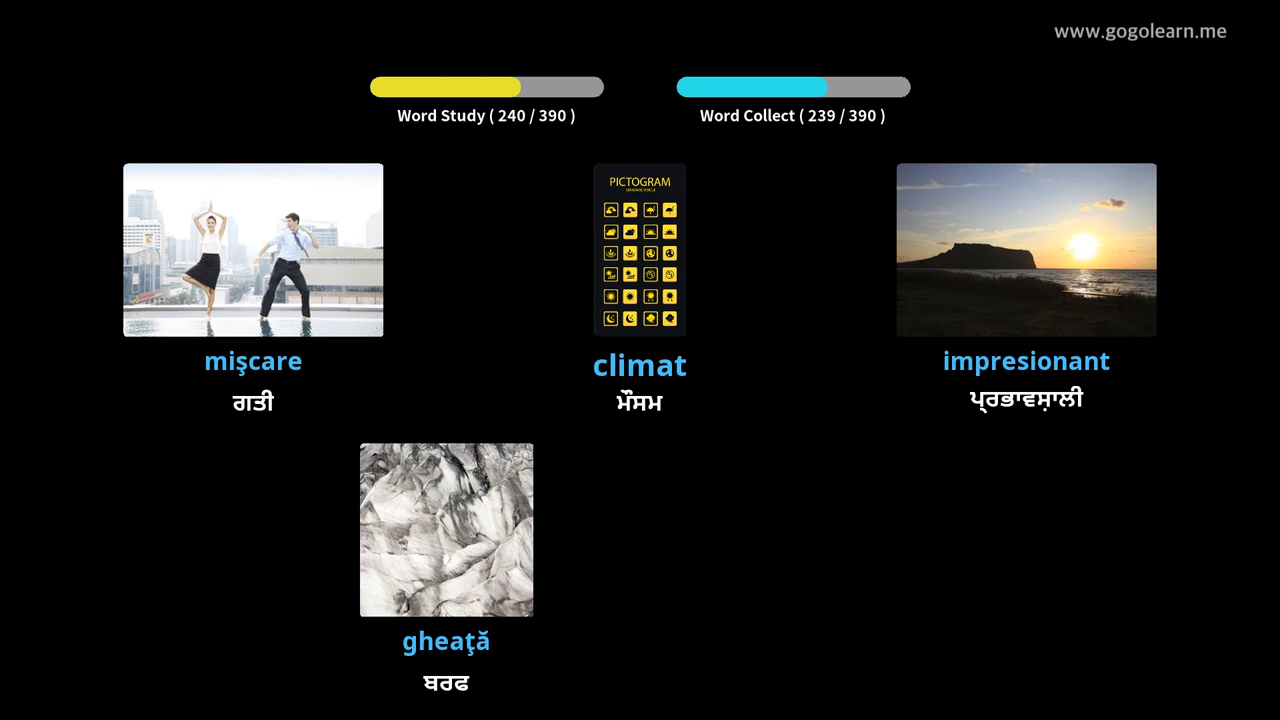 www.gogolearn.me
Word Study ( 240 / 390 )
Word Collect ( 239 / 390 )
PICTOGRAM
mişcare
climat
impresionant
ਗਤੀ
ਮੌਸਮ
ਪ੍ਰਭਾਵਸ਼ਾਲੀ
gheaţă
ਬਰਫ